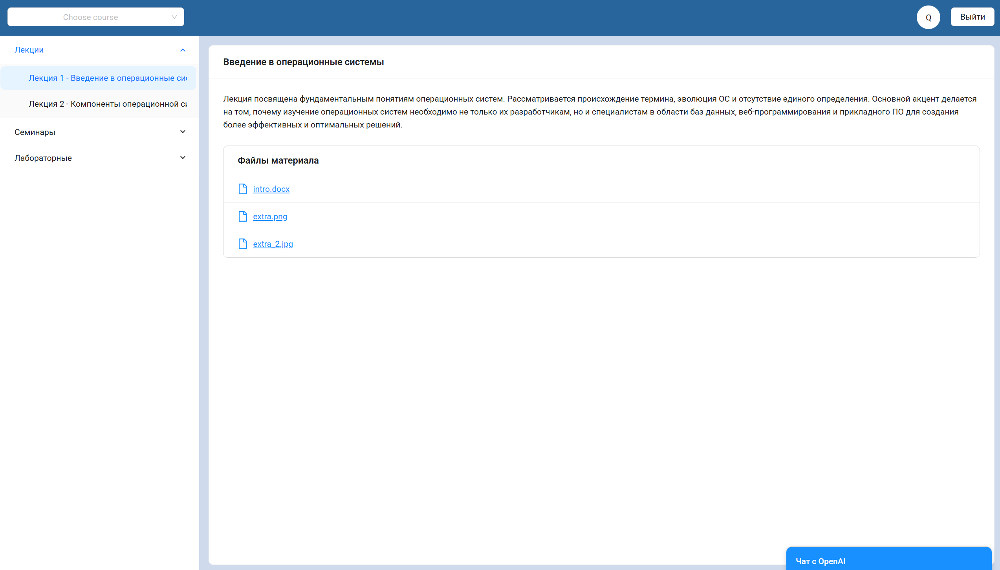 Choose course
Q
Выйти
Лекции
Лекция 1 - Введение в операционные сис
Лекция 2 - Компоненты операционной си
Семинары
Лабораторные
Введение в операционные системы
Лекция посвящена фундаментальным понятиям операционных систем. Рассматривается происхождение термина, эволюция ОС и отсутствие единого определения. Основной акцент делается
на том, почему изучение операционных систем необходимо не только их разработчикам, но и специалистам в области баз данных, веб-программирования и прикладного ПО для создания
более эффективных и оптимальных решений.
Файлы материала
intro.docx
extra.png
extra_2.jpg
Чат с OpenAI